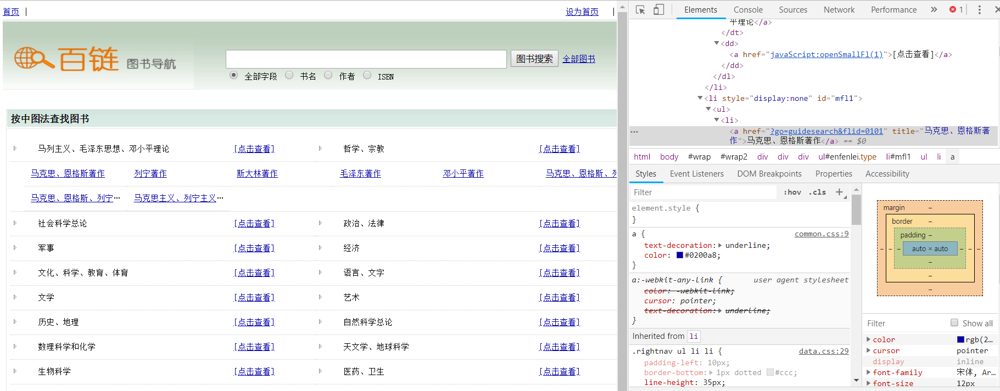 首页 |
设为首页 |
百链 图书导航
图书搜索 全部图书
全部字段 书名 作者 ISBN
按中图法查找图书
马列主义、毛泽东思想、邓小平理论 [点击查看] 哲学、宗教 [点击查看]
马克思、恩格斯著作 列宁著作 斯大林著作 毛泽东著作 邓小平著作 马克思、恩格斯、列
马克思、恩格斯、列宁… 马克思主义、列宁主义…
社会科学总论 [点击查看] 政治、法律 [点击查看]
军事 [点击查看] 经济 [点击查看]
文化、科学、教育、体育 [点击查看] 语言、文字 [点击查看]
文学 [点击查看] 艺术 [点击查看]
历史、地理 [点击查看] 自然科学总论 [点击查看]
数理科学和化学 [点击查看] 天文学、地球科学 [点击查看]
生物科学 [点击查看] 医药、卫生 [点击查看]
Elements Console Sources Network Performance » 1
平理论</a>
</dt>
<dd>
<a href="javaScript:openSmallFl(1)">[点击查看]</a>
</dd>
</dl>
</li>
<li style="display:none" id="mfl1">
<ul>
<li>
<a href="?go=guidesearch&flid=0101" title="马克思、恩格斯著
作">马克思、恩格斯著作</a> == $0
html body #wrap #wrap2 div div div ul#enfenlei.type li#mfl1 ul li a
Styles Event Listeners DOM Breakpoints Properties Accessibility
Filter :hov .cls +
element.style {
}
a { common.css:9
text-decoration: underline;
color: #0200a8;
}
a:-webkit-any-link { user agent stylesheet
color: -webkit-link;
cursor: pointer;
text-decoration: underline;
}
Inherited from li
.rightnav ul li li { data.css:29
padding-left: 10px;
border-bottom: 1px dotted #ccc;
line-height: 35px;
margin –
border –
padding –
– – – auto × auto – – –
–
–
–
Filter Show all
color rgb(2…
cursor pointer
display inline
font-family 宋体, Ar…
font-size 12px